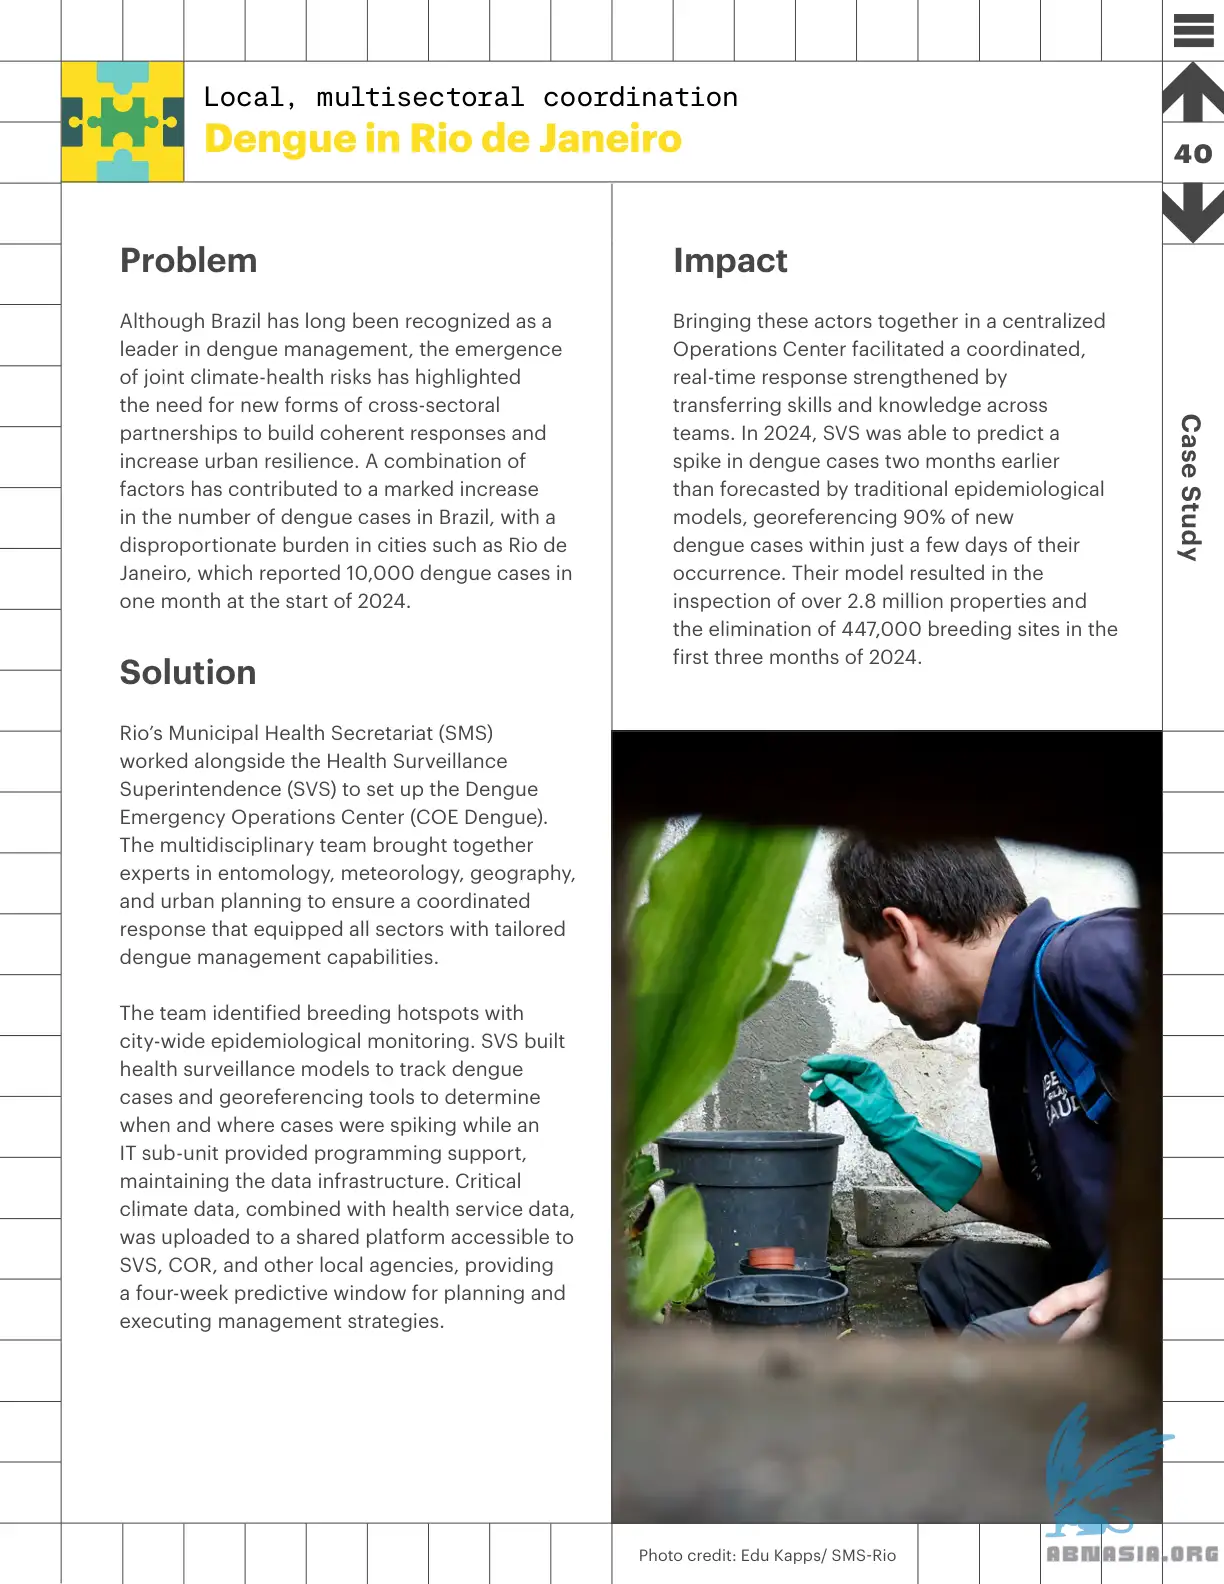 Local, multisectoral coordination
Dengue in Rio de Janeiro
40
Case Study
Problem
Although Brazil has long been recognized as a
leader in dengue management, the emergence
of joint climate-health risks has highlighted
the need for new forms of cross-sectoral
partnerships to build coherent responses and
increase urban resilience. A combination of
factors has contributed to a marked increase
in the number of dengue cases in Brazil, with a
disproportionate burden in cities such as Rio de
Janeiro, which reported 10,000 dengue cases in
one month at the start of 2024.
Solution
Rio’s Municipal Health Secretariat (SMS)
worked alongside the Health Surveillance
Superintendence (SVS) to set up the Dengue
Emergency Operations Center (COE Dengue).
The multidisciplinary team brought together
experts in entomology, meteorology, geography,
and urban planning to ensure a coordinated
response that equipped all sectors with tailored
dengue management capabilities.
The team identified breeding hotspots with
city-wide epidemiological monitoring. SVS built
health surveillance models to track dengue
cases and georeferencing tools to determine
when and where cases were spiking while an
IT sub-unit provided programming support,
maintaining the data infrastructure. Critical
climate data, combined with health service data,
was uploaded to a shared platform accessible to
SVS, COR, and other local agencies, providing
a four-week predictive window for planning and
executing management strategies.
Impact
Bringing these actors together in a centralized
Operations Center facilitated a coordinated,
real-time response strengthened by
transferring skills and knowledge across
teams. In 2024, SVS was able to predict a
spike in dengue cases two months earlier
than forecasted by traditional epidemiological
models, georeferencing 90% of new
dengue cases within just a few days of their
occurrence. Their model resulted in the
inspection of over 2.8 million properties and
the elimination of 447,000 breeding sites in the
first three months of 2024.
Photo credit: Edu Kapps/ SMS-Rio
ABNASIA.ORG